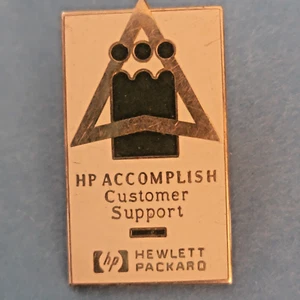 HP ACCOMPLISH
Customer
Support
hp HEWLETT
PACKARD